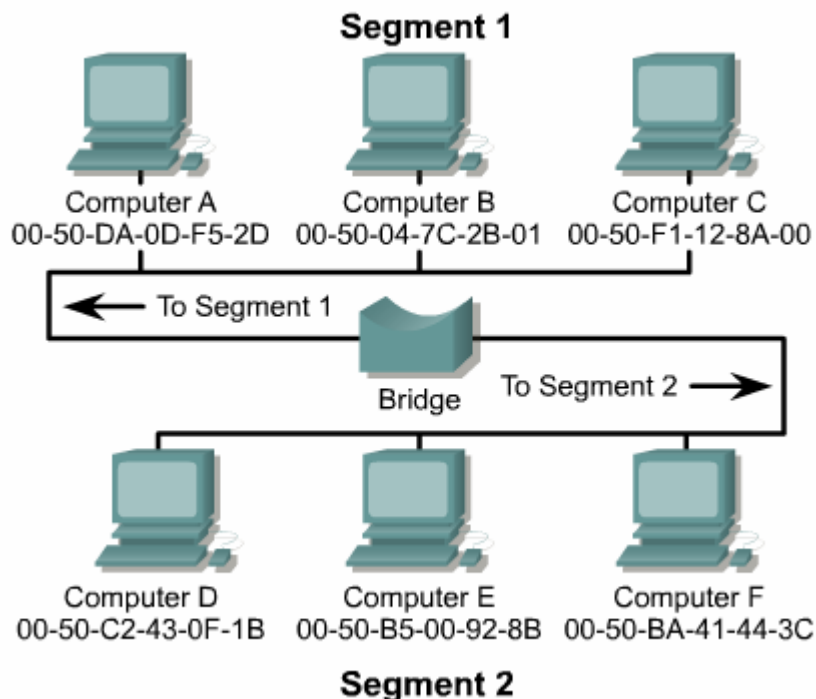 Segment 1
Computer A
00-50-DA-0D-F5-2D
Computer B
00-50-04-7C-2B-01
Computer C
00-50-F1-12-8A-00
To Segment 1
Bridge
To Segment 2
Computer D
00-50-C2-43-0F-1B
Computer E
00-50-B5-00-92-8B
Computer F
00-50-BA-41-44-3C
Segment 2